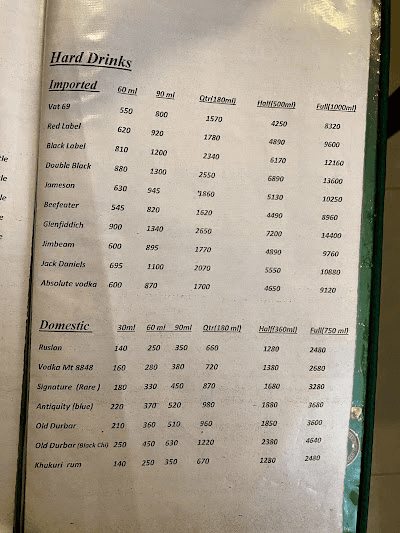 Hard Drinks
Imported 60 ml 90 ml Qtr(180ml) Half(500ml) Full(1000ml)
Vat 69 550 800 1570 4250 8320
Red Label 620 920 1780 4890 9600
Black Label 810 1200 2340 6170 12160
Double Black 880 1300 2550 6890 13600
Jameson 630 945 1860 5130 10250
Beefeater 545 820 1620 4490 8960
Glenfiddich 900 1340 2650 7200 14400
Jimbeam 600 895 1770 4890 9760
Jack Daniels 695 1100 2070 5550 10880
Absolute vodka 600 870 1700 4650 9120
Domestic 30ml 60 ml 90ml Qtr(180 ml) Half(360ml) Full(750 ml)
Ruslan 140 250 350 660 1280 2480
Vodka Mt 8848 160 280 380 720 1380 2680
Signature (Rare ) 180 330 450 870 1680 3280
Antiquity (blue) 220 370 520 980 1880 3680
Old Durbar 210 360 510 960 1850 3600
Old Durbar (Black Chi) 250 450 630 1220 2380 4640
Khukuri rum 140 250 350 670 1280 2480